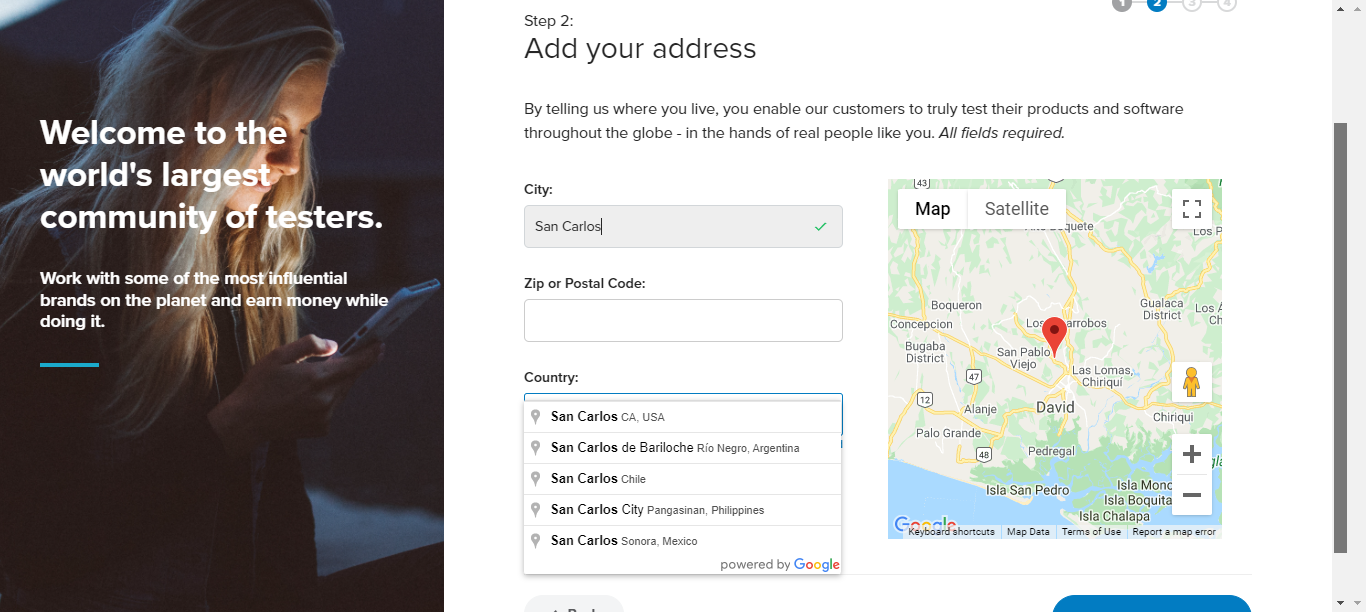 Welcome to the
world's largest
community of testers.
Work with some of the most influential
brands on the planet and earn money while
doing it.
1 2 3 4
Step 2:
Add your address
By telling us where you live, you enable our customers to truly test their products and software
throughout the globe - in the hands of real people like you. All fields required.
City:
San Carlos
Zip or Postal Code:
Country:
San Carlos CA, USA
San Carlos de Bariloche Río Negro, Argentina
San Carlos Chile
San Carlos City Pangasinan, Philippines
San Carlos Sonora, Mexico
powered by Google
Map
Satellite
43
Boquete
Los P
Boqueron
Gualaca
District
Los
Concepcion
Bugaba
District
San Pablo
Viejo
47
Las Lomas,
Chiriquí
12
Alanje
David
Chiriqui
Palo Grande
48
Pedregal
Isla San Pedro
Isla
Isla Boquita
Isla Chalapa
Google
Keyboard shortcuts
Map Data
Terms of Use
Report a map error